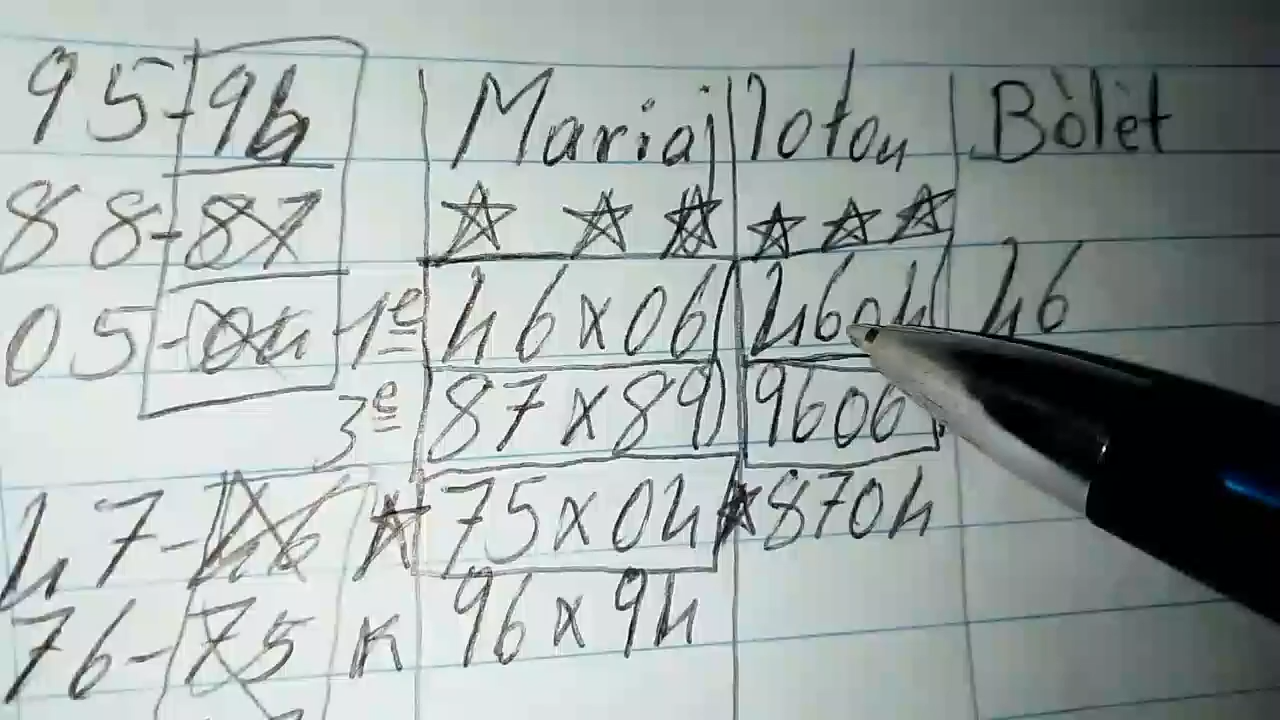 95-96 Mariaj lotou Bòlèt
88-87
05-04 1e 46x06 4604 46
3e 87x89 9606
47-46 75x04 8704
76-75 K 96x94